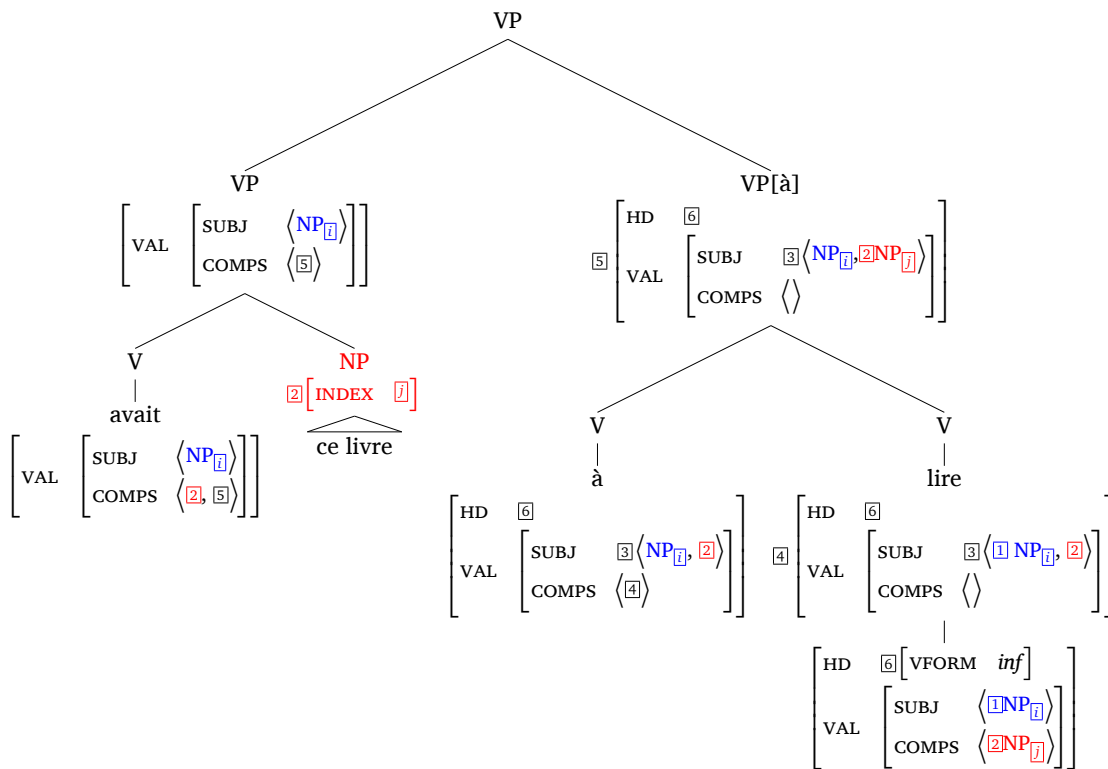 VP
VP
VP[à]
[VAL [SUBJ ⟨NP[i]⟩
COMPS ⟨[5]⟩]]
[5] [HD [6]
VAL [SUBJ [3]⟨NP[i],[2]NP[j]⟩
COMPS ⟨⟩]]
V
NP
[2][INDEX [j]]
avait
ce livre
[VAL [SUBJ ⟨NP[i]⟩
COMPS ⟨[2], [5]⟩]]
V
V
à
lire
[HD [6]
VAL [SUBJ [3]⟨NP[i], [2]⟩
COMPS ⟨[4]⟩]]
[4] [HD [6]
VAL [SUBJ [3]⟨[1] NP[i], [2]⟩
COMPS ⟨⟩]]
[HD [6][VFORM inf]
VAL [SUBJ ⟨[1]NP[i]⟩
COMPS ⟨[2]NP[j]⟩]]